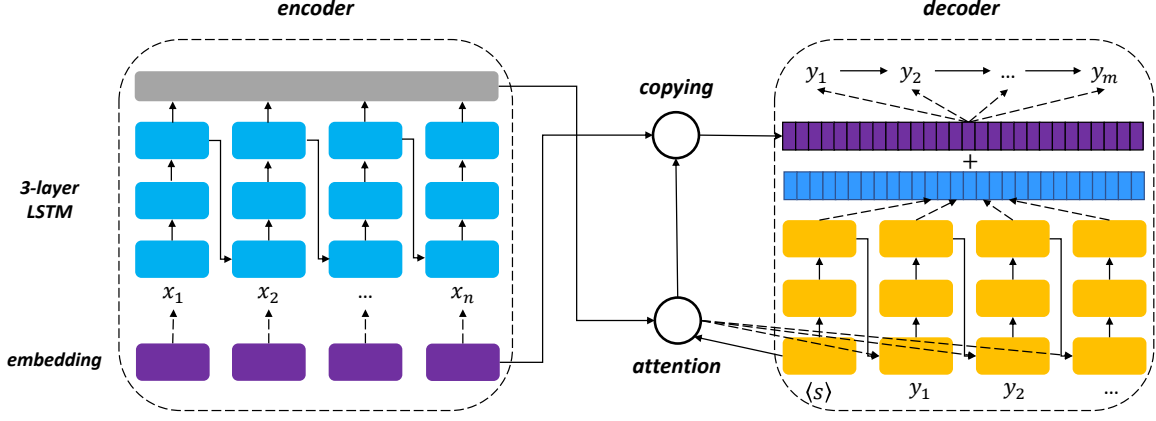 encoder
decoder
y₁ y₂ ... yₘ
copying
+
3-layer
LSTM
x₁ x₂ ... xₙ
embedding
attention
⟨s⟩ y₁ y₂ ...